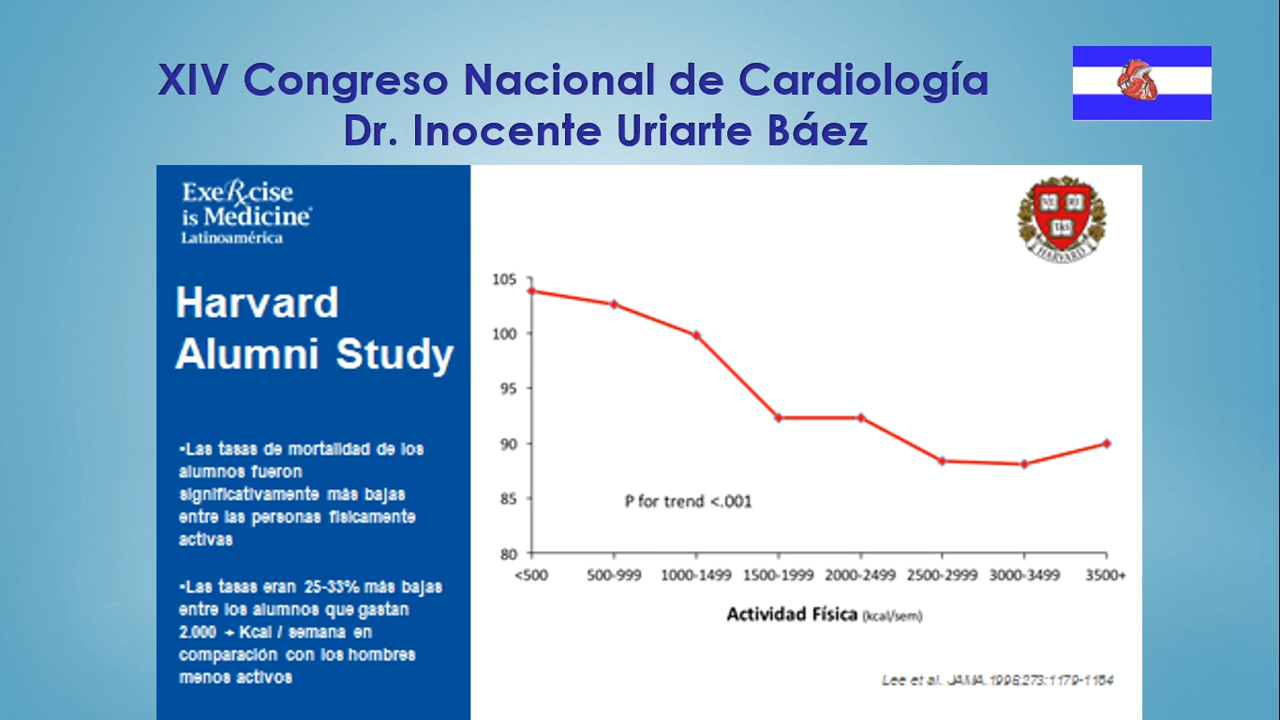 XIV Congreso Nacional de Cardiología
Dr. Inocente Uriarte Báez
ExeRcise
is Medicine®
Latinoamérica
Harvard
Alumni Study
•Las tasas de mortalidad de los
alumnos fueron
significativamente más bajas
entre las personas físicamente
activas
•Las tasas eran 25-33% más bajas
entre los alumnos que gastan
2.000 + Kcal / semana en
comparación con los hombres
menos activos
VE RI
TAS
HARVARD
105
100
95
90
85
80
P for trend <.001
<500 500-999 1000-1499 1500-1999 2000-2499 2500-2999 3000-3499 3500+
Actividad Física (kcal/sem)
Lee et al. JAMA.